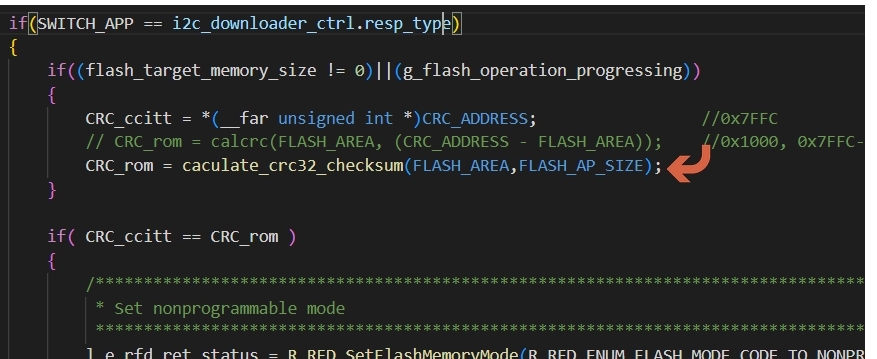 if(SWITCH_APP == i2c_downloader_ctrl.resp_type)
{
if((flash_target_memory_size != 0)||(g_flash_operation_progressing))
{
CRC_ccitt = *(__far unsigned int *)CRC_ADDRESS; //0x7FFC
// CRC_rom = calcrc(FLASH_AREA, (CRC_ADDRESS - FLASH_AREA)); //0x1000, 0x7FFC-
CRC_rom = caculate_crc32_checksum(FLASH_AREA,FLASH_AP_SIZE);
}
if( CRC_ccitt == CRC_rom )
{
/********************************************************************************
* Set nonprogrammable mode
********************************************************************************
l_e_rfd_ret_status = R_RFD_SetFlashMemoryMode(R_RFD_ENUM_FLASH_MODE_CODE_TO_NONPR